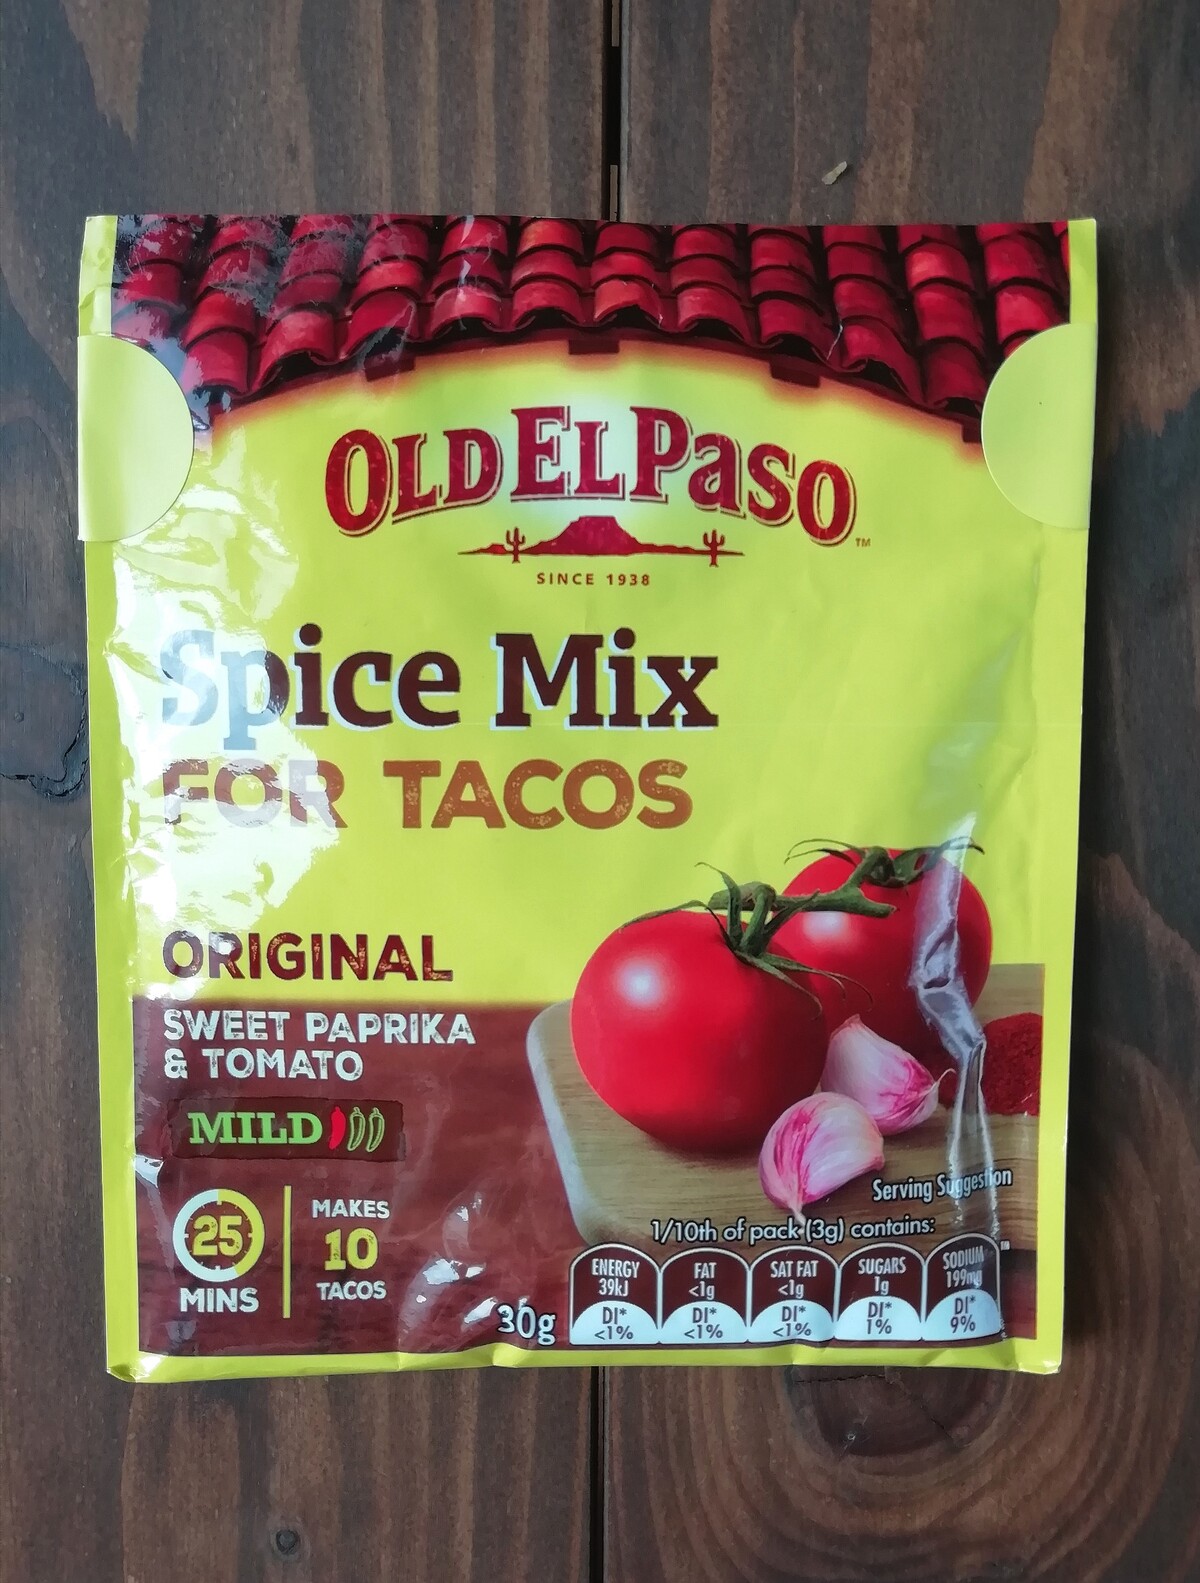 OLD EL PASO™
SINCE 1938
Spice Mix
FOR TACOS
ORIGINAL
SWEET PAPRIKA
& TOMATO
MILD
25
MINS
MAKES
10
TACOS
30g
Serving Suggestion
1/10th of pack (3g) contains:
ENERGY
39kJ
DI*
<1%
FAT
<1g
DI*
<1%
SAT FAT
<1g
DI*
<1%
SUGARS
1g
DI*
1%
SODIUM
199mg
DI*
9%